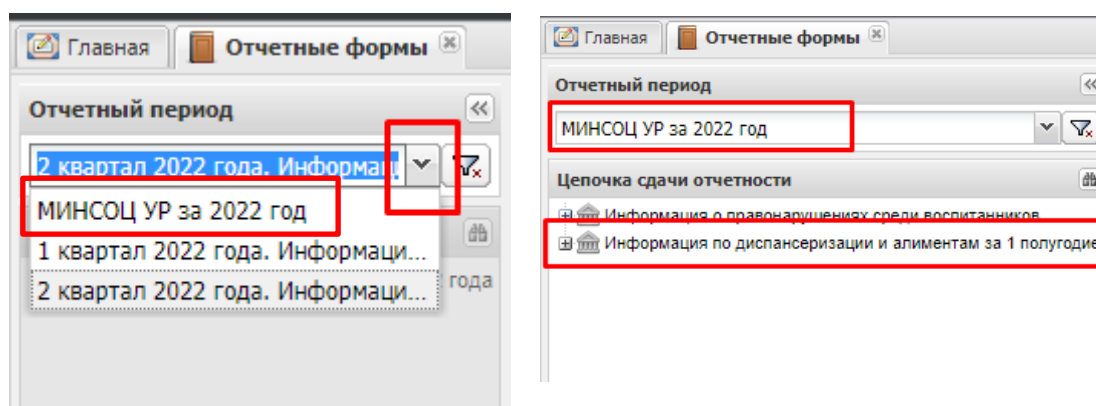 Главная
Отчетные формы
Отчетный период
2 квартал 2022 года. Информаци
МИНСОЦ УР за 2022 год
1 квартал 2022 года. Информаци...
2 квартал 2022 года. Информаци...
года
Главная
Отчетные формы
Отчетный период
МИНСОЦ УР за 2022 год
Цепочка сдачи отчетности
Информация о правонарушениях среди воспитанников
Информация по диспансеризации и алиментам за 1 полугодие